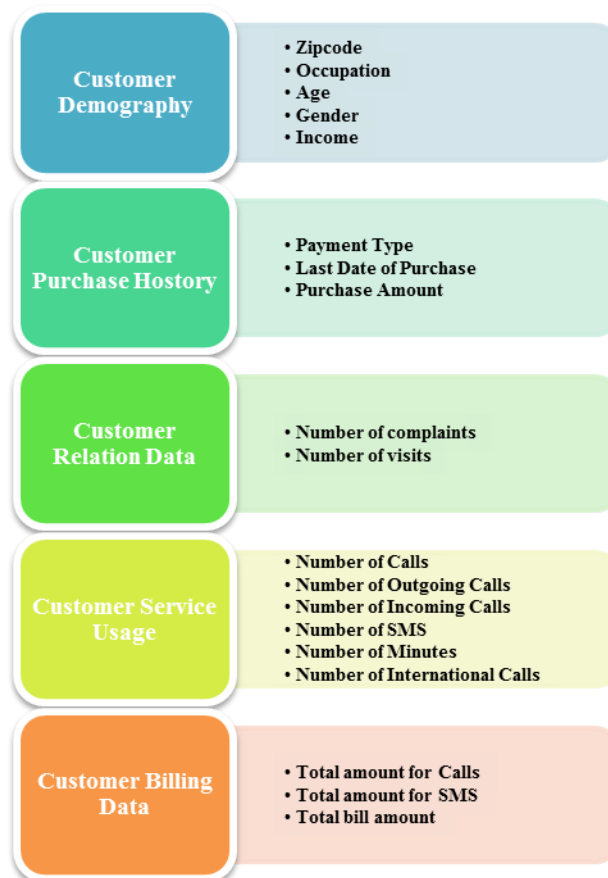 Customer
Demography
• Zipcode
• Occupation
• Age
• Gender
• Income
Customer
Purchase Hostory
• Payment Type
• Last Date of Purchase
• Purchase Amount
Customer
Relation Data
• Number of complaints
• Number of visits
Customer Service
Usage
• Number of Calls
• Number of Outgoing Calls
• Number of Incoming Calls
• Number of SMS
• Number of Minutes
• Number of International Calls
Customer Billing
Data
• Total amount for Calls
• Total amount for SMS
• Total bill amount